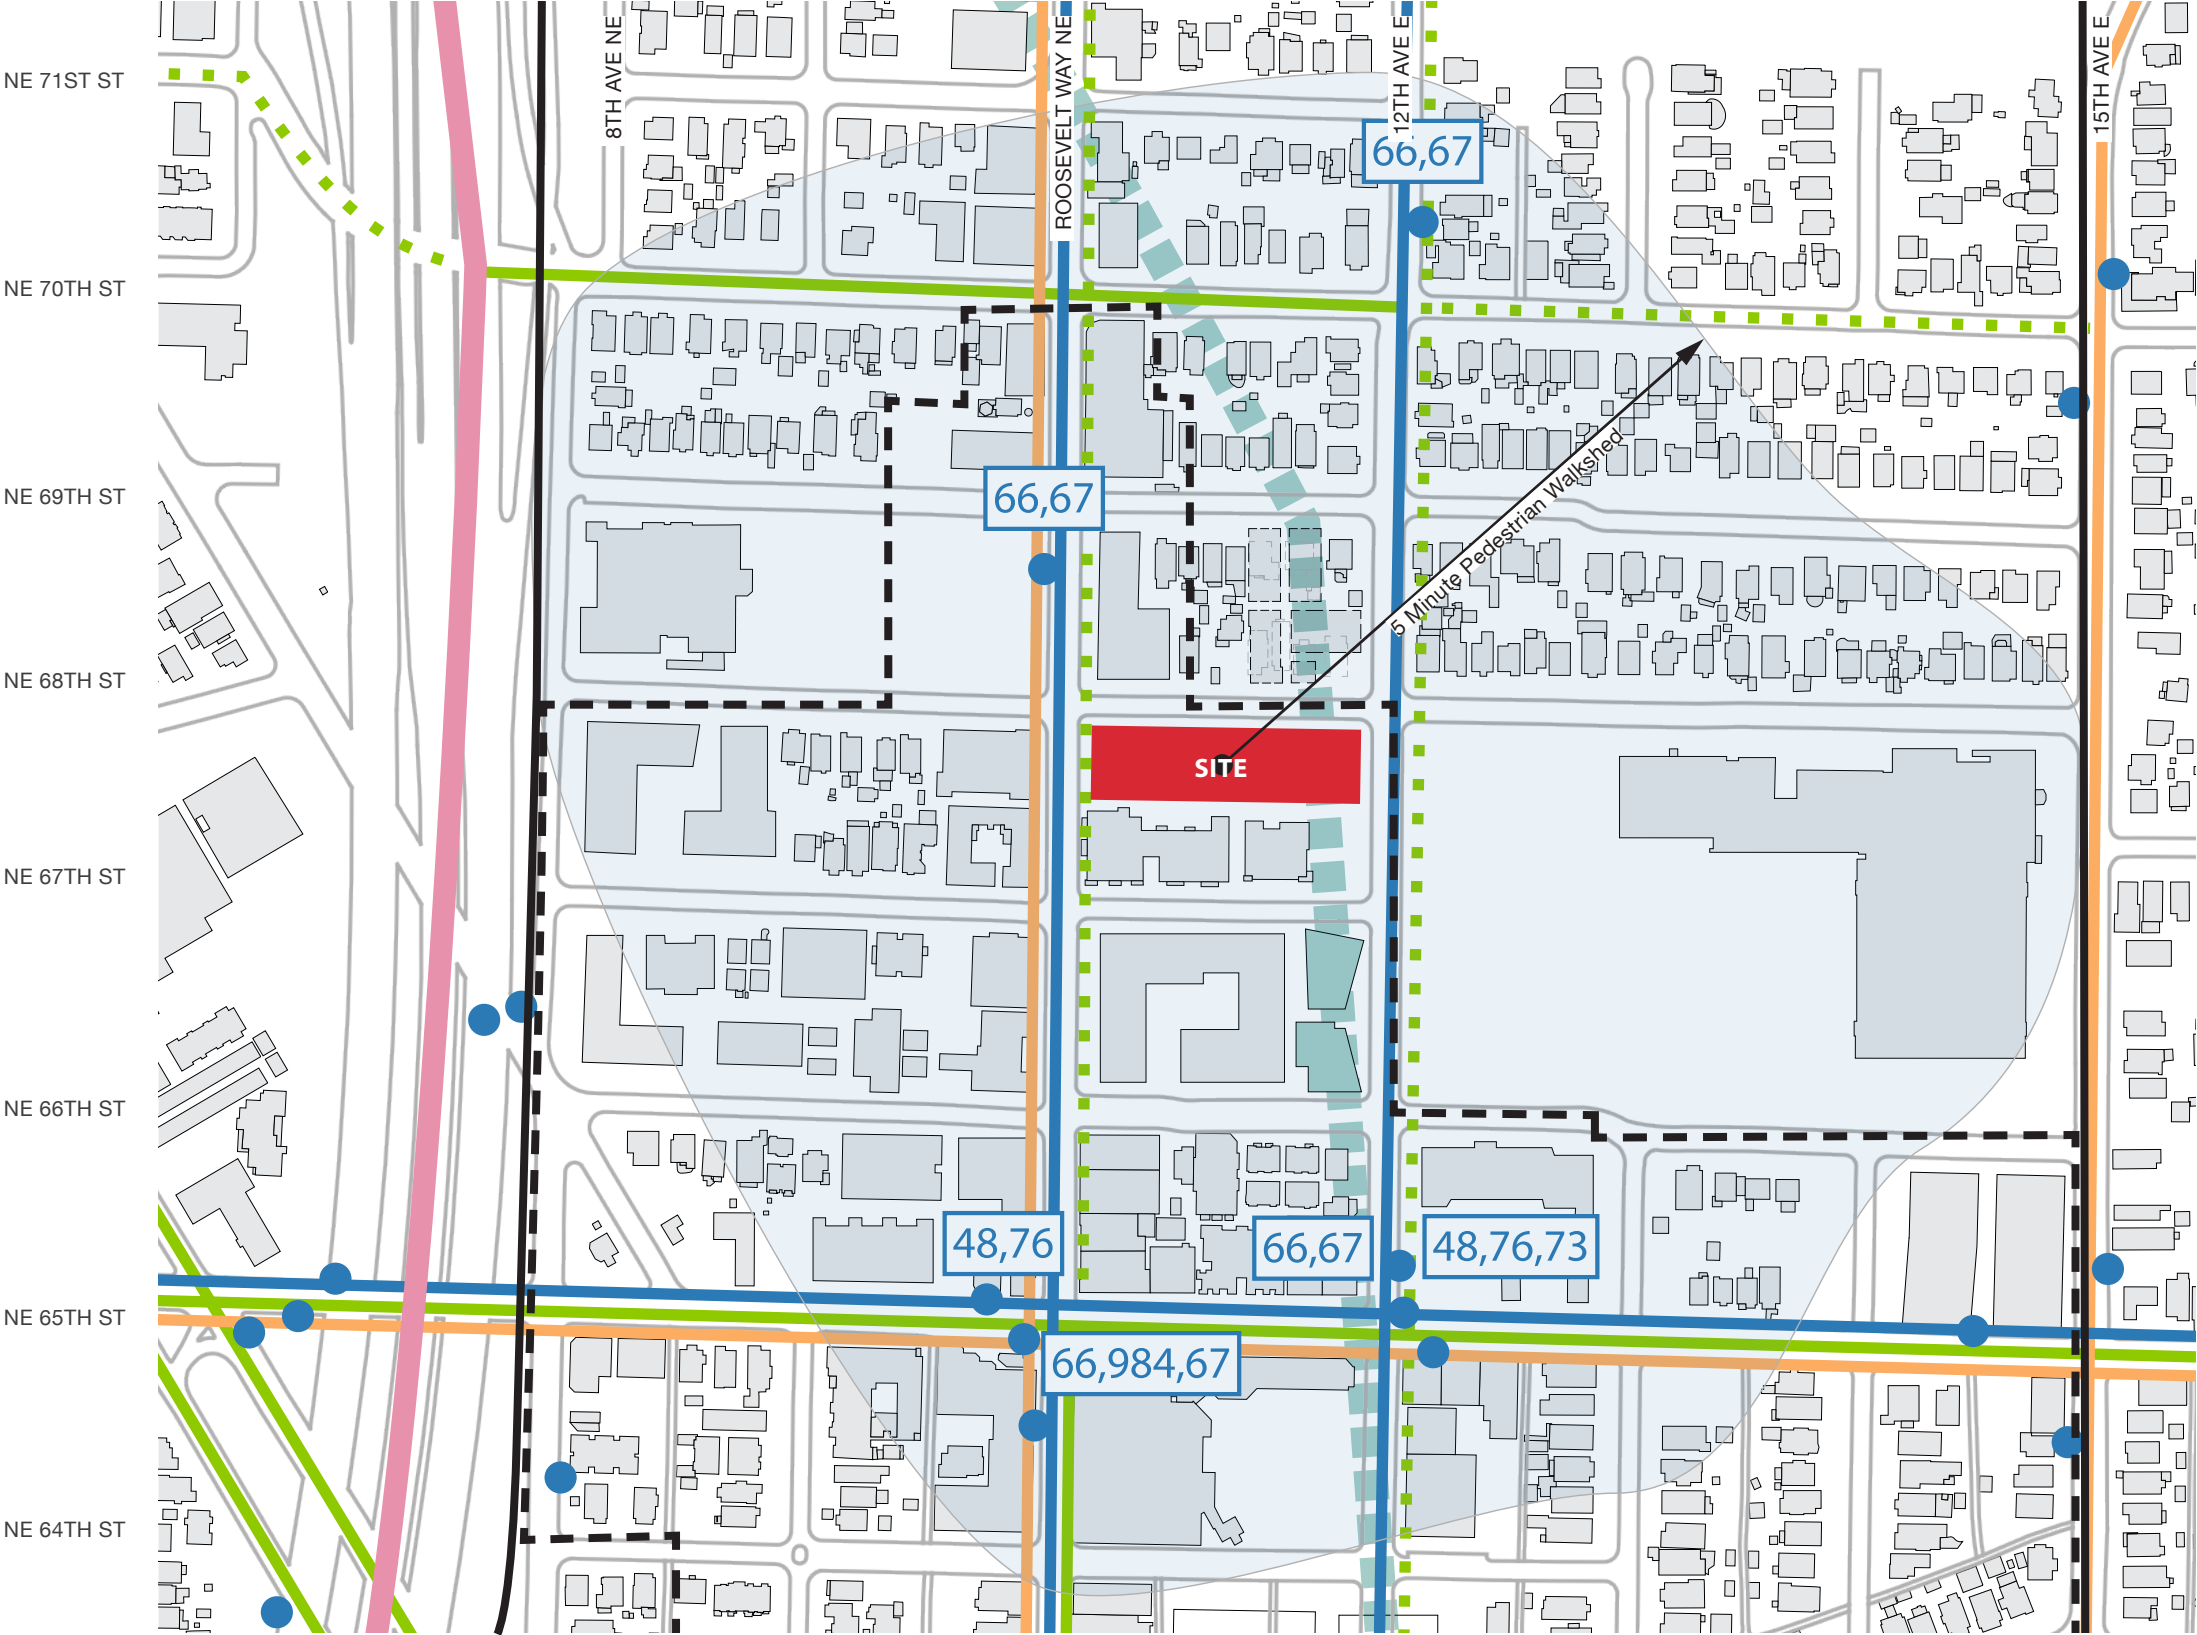 8TH AVE NE
ROOSEVELT WAY NE
12TH AVE E
15TH AVE E
NE 71ST ST
66,67
NE 70TH ST
NE 69TH ST
66,67
5 Minute Pedestrian Walkshed
NE 68TH ST
SITE
NE 67TH ST
NE 66TH ST
48,76
66,67
48,76,73
NE 65TH ST
66,984,67
NE 64TH ST